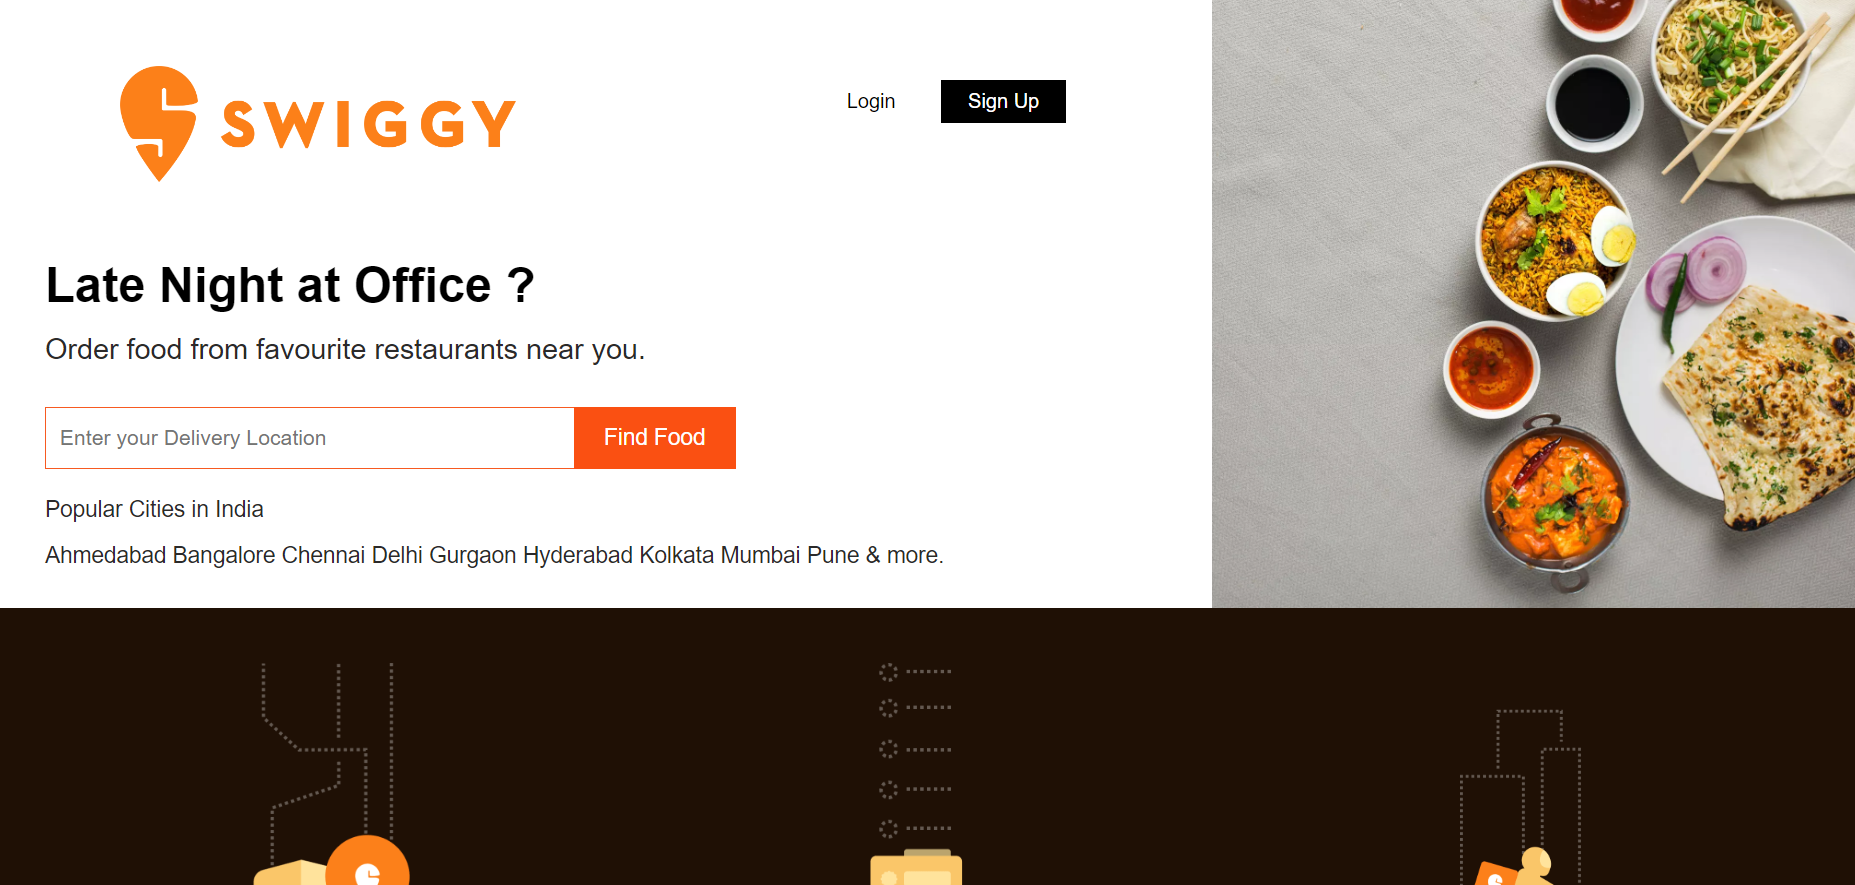 SWIGGY
Login
Sign Up
Late Night at Office ?
Order food from favourite restaurants near you.
Enter your Delivery Location
Find Food
Popular Cities in India
Ahmedabad Bangalore Chennai Delhi Gurgaon Hyderabad Kolkata Mumbai Pune & more.